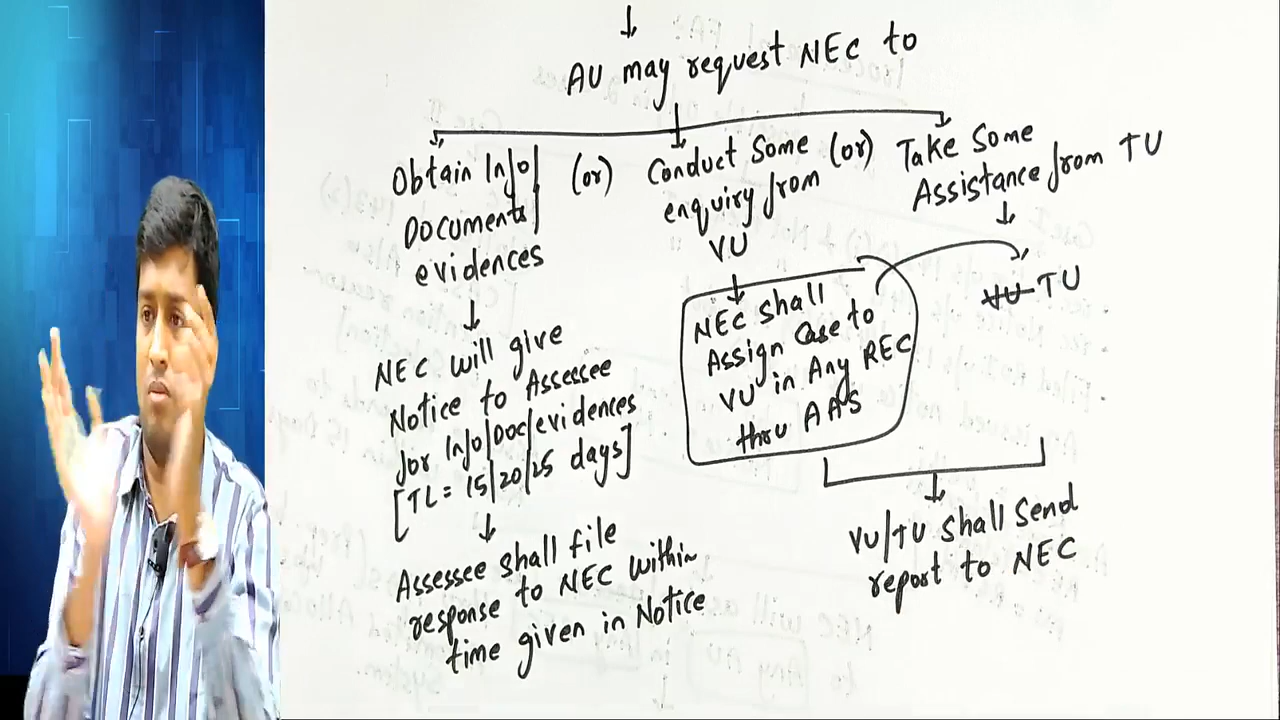 AU may request NEC to
Obtain Info/
Documents/
evidences
(or)
Conduct Some
enquiry from
VU
(or)
Take Some
Assistance from TU
NEC will give
Notice to Assessee
for Info/Doc/evidences
[TL = 15/20/25 days]
Assessee shall file
response to NEC within
time given in Notice
NEC shall
Assign Case to
VU in Any REC
thru AAS
VU TU
VU/TU shall send
report to NEC